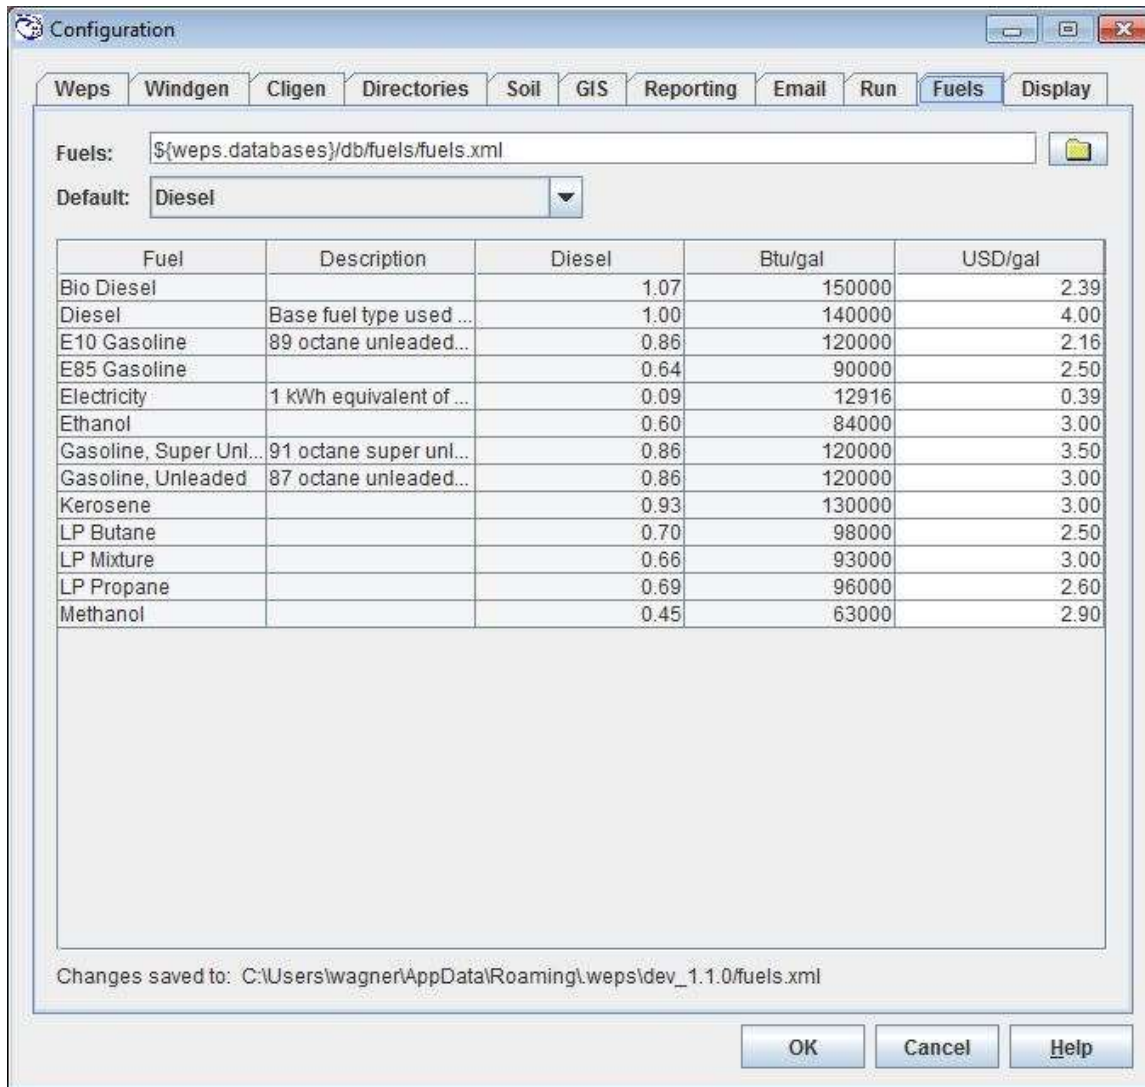 Configuration
Weps Windgen Cligen Directories Soil GIS Reporting Email Run Fuels Display
Fuels: ${weps.databases}/db/fuels/fuels.xml
Default: Diesel
Fuel Description Diesel Btu/gal USD/gal
Bio Diesel 1.07 150000 2.39
Diesel Base fuel type used ... 1.00 140000 4.00
E10 Gasoline 89 octane unleaded... 0.86 120000 2.16
E85 Gasoline 0.64 90000 2.50
Electricity 1 kWh equivalent of ... 0.09 12916 0.39
Ethanol 0.60 84000 3.00
Gasoline, Super Unl... 91 octane super unl... 0.86 120000 3.50
Gasoline, Unleaded 87 octane unleaded... 0.86 120000 3.00
Kerosene 0.93 130000 3.00
LP Butane 0.70 98000 2.50
LP Mixture 0.66 93000 3.00
LP Propane 0.69 96000 2.60
Methanol 0.45 63000 2.90
Changes saved to: C:\Users\wagner\AppData\Roaming\.weps\dev_1.1.0/fuels.xml
OK Cancel Help